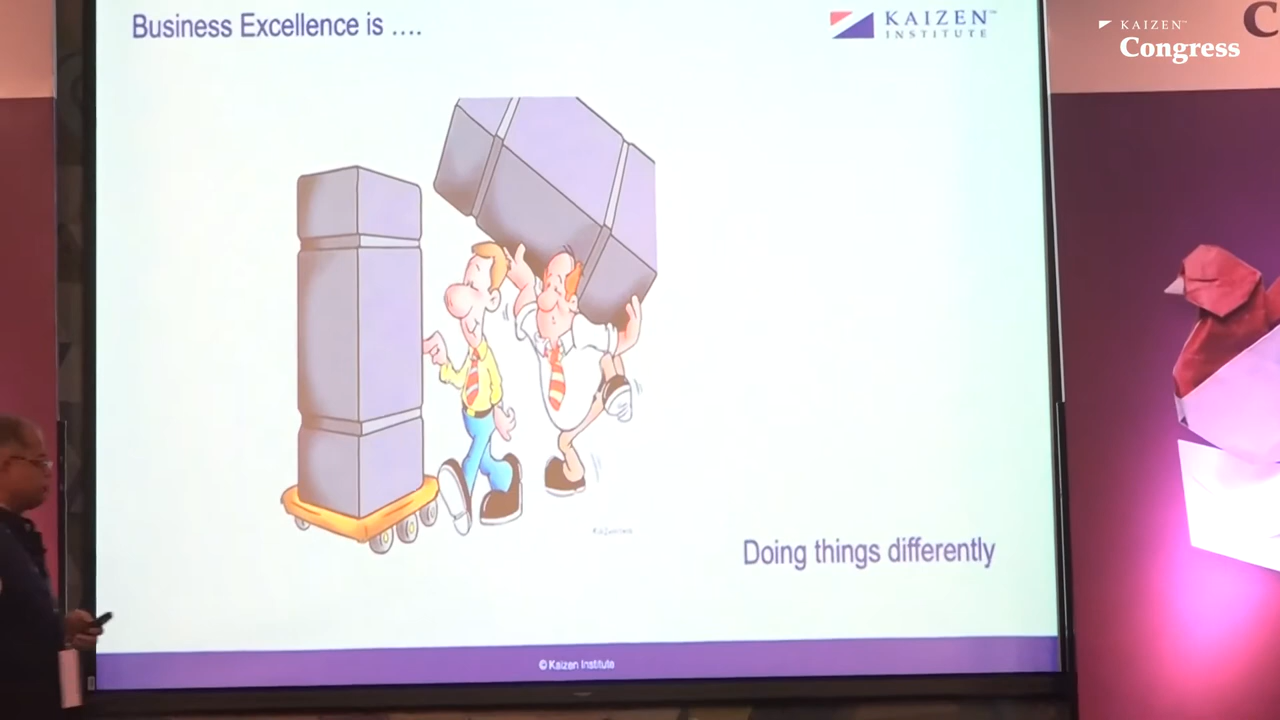 Business Excellence is ....
KAIZEN™
INSTITUTE
KAIZEN™
Congress
C
Doing things differently
© Kaizen Institute